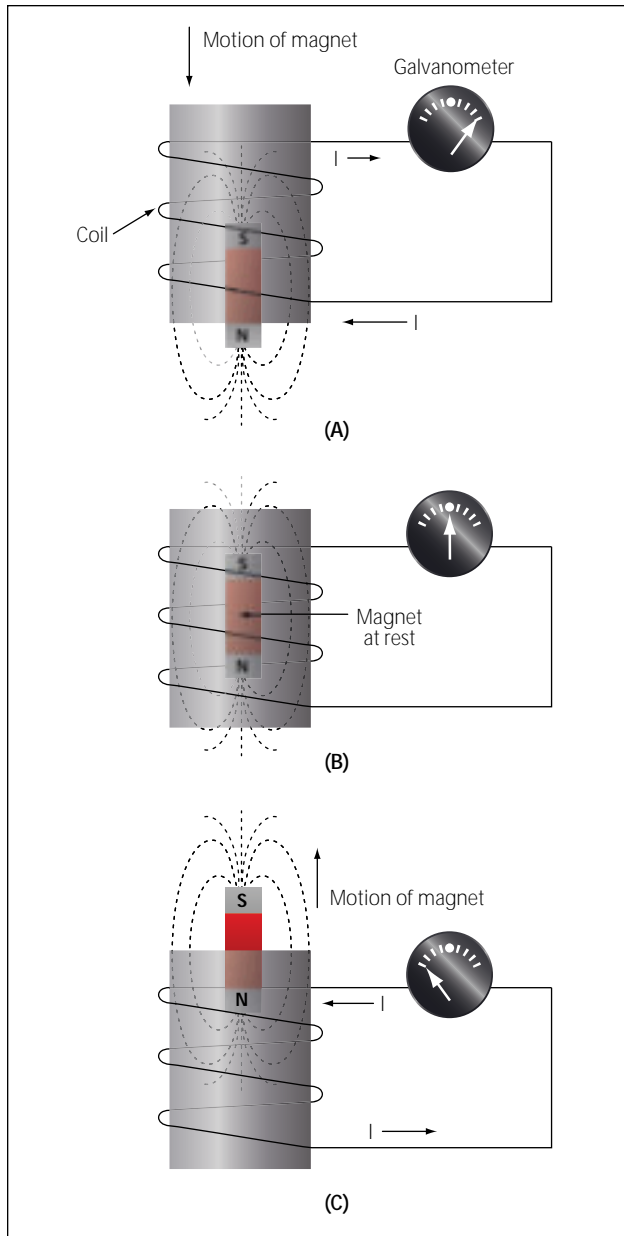 Motion of magnet
Galvanometer
I
Coil
S
N
I
(A)
S
Magnet
at rest
N
(B)
S
Motion of magnet
N
I
I
(C)